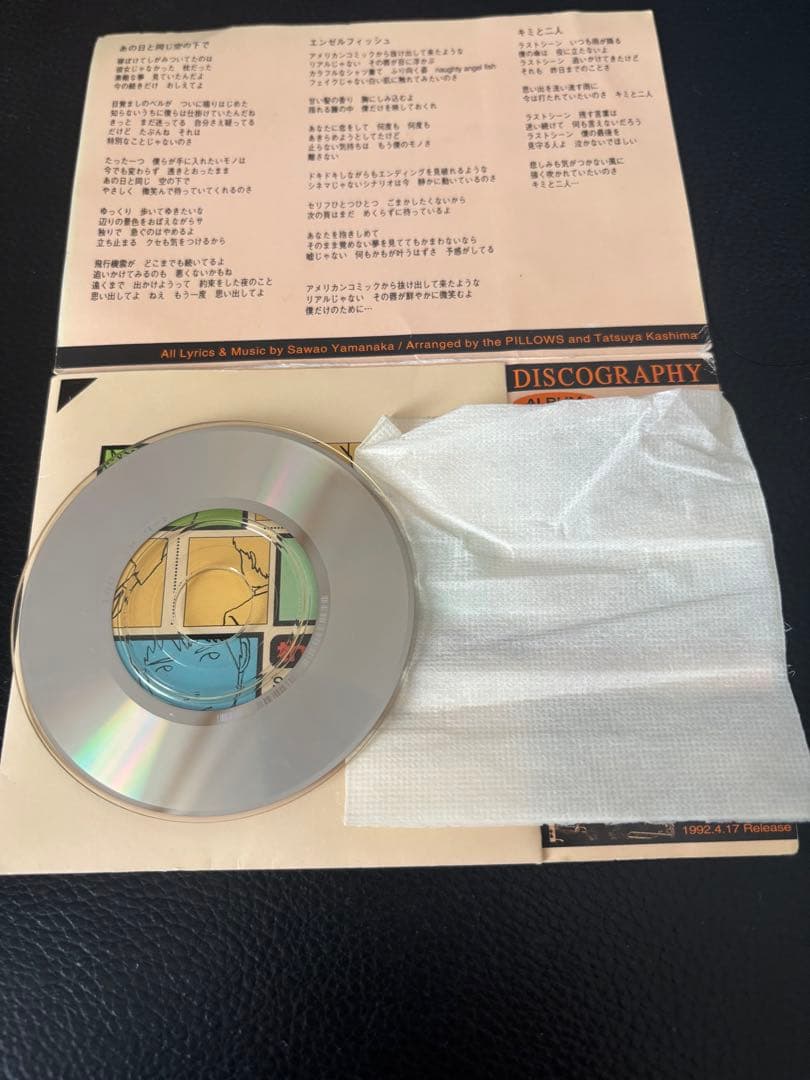 あの日と同じ空の下で
寝ぼけてしがみついてたのは
彼女じゃなかった 枕だった
素敵な夢 見ていたんだよ
今の続きだけ おしえてよ
目覚ましのベルが ついに鳴りはじめた
知らないうちに僕らは仕掛けていたんだね
きっと まだ迷ってる 自分さえ疑ってる
だけど たぶんね それは
特別なことじゃないのさ
たった一つ 僕らが手に入れたいモノは
今でも変わらず 透きとおったまま
あの日と同じ 空の下で
やさしく 微笑んで待っていてくれるのさ
ゆっくり 歩いてゆきたいな
辺りの景色をおぼえながらサ
独りで 急ぐのはやめるよ
立ち止まる クセも気をつけるから
飛行機雲が どこまでも続いてるよ
追いかけてみるのも 悪くないかもね
遠くまで 出かけようって 約束をした夜のこと
思い出してよ ねえ もう一度 思い出してよ
エンゼルフィッシュ
アメリカンコミックから抜け出して来たような
リアルじゃない その唇が目に浮かぶ
カラフルなシャツ着て ふり向く姿 naughty angel fish
フェイクじゃない白い肌に触れてみたいのさ
甘い髪の香り 胸にしみ込むよ
揺れる瞳の中 僕だけを映しておくれ
あなたに恋をして 何度も 何度も
あきらめようとしてたけど
止らない気持ちは もう僕のモノさ
離さない
ドキドキしながらもエンディングを見破れるような
シネマじゃないシナリオは今 静かに動いているのさ
セリフひとつひとつ ごまかしたくないから
次の頁はまだ めくらずに待っているよ
あなたを抱きしめて
そのまま覚めない夢を見ててもかまわないなら
嘘じゃない 何もかもが叶うはずさ 予感がしてる
アメリカンコミックから抜け出して来たような
リアルじゃない その唇が鮮やかに微笑むよ
僕だけのために…
キミと二人
ラストシーン いつも雨が降る
僕の傘は 役に立たないよ
ラストシーン 追いかけてきたけど
それも 昨日までのことさ
思い出を洗い流す雨に
今は打たれていたいのさ キミと二人
ラストシーン 残す言葉は
迷い続けて 何も言えないだろう
ラストシーン 僕の最後を
見守る人よ 泣かないでほしい
悲しみも気がつかない風に
強く吹かれていたいのさ
キミと二人…
All Lyrics & Music by Sawao Yamanaka / Arranged by the PILLOWS and Tatsuya Kashima
DISCOGRAPHY
ALBUM
1992.4.17 Release